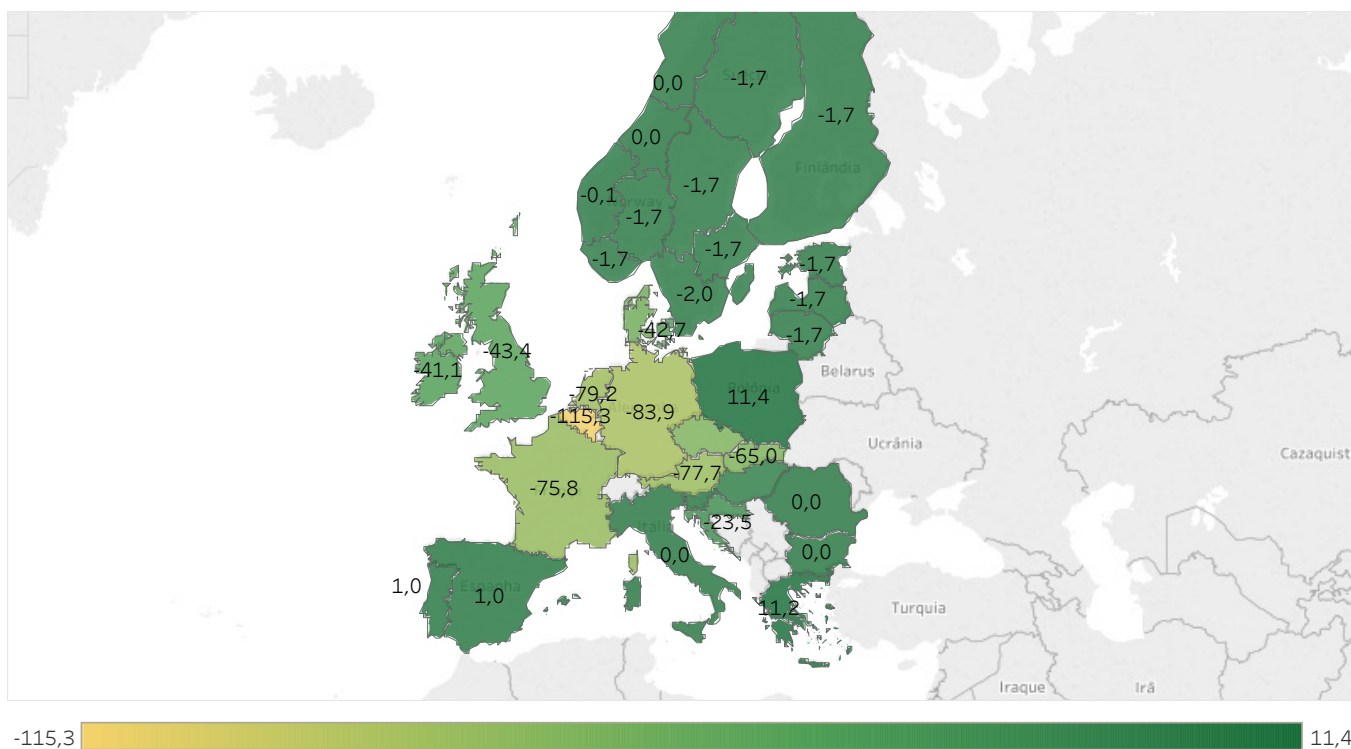 0,0
-1,7
Suécia
-1,7
0,0
Finlândia
-1,7
-0,1
Norway
-1,7
-1,7
-1,7
-1,7
-2,0
-1,7
-1,7
-42,7
-43,4
-41,1
Belarus
Polónia
-79,2
11,4
-115,3
-83,9
Ucrânia
-65,0
Cazaquist
-77,7
-75,8
0,0
-23,5
Itália
0,0
0,0
1,0
Espanha
1,0
11,2
Turquia
Iraque
Irã
-115,3
11,4